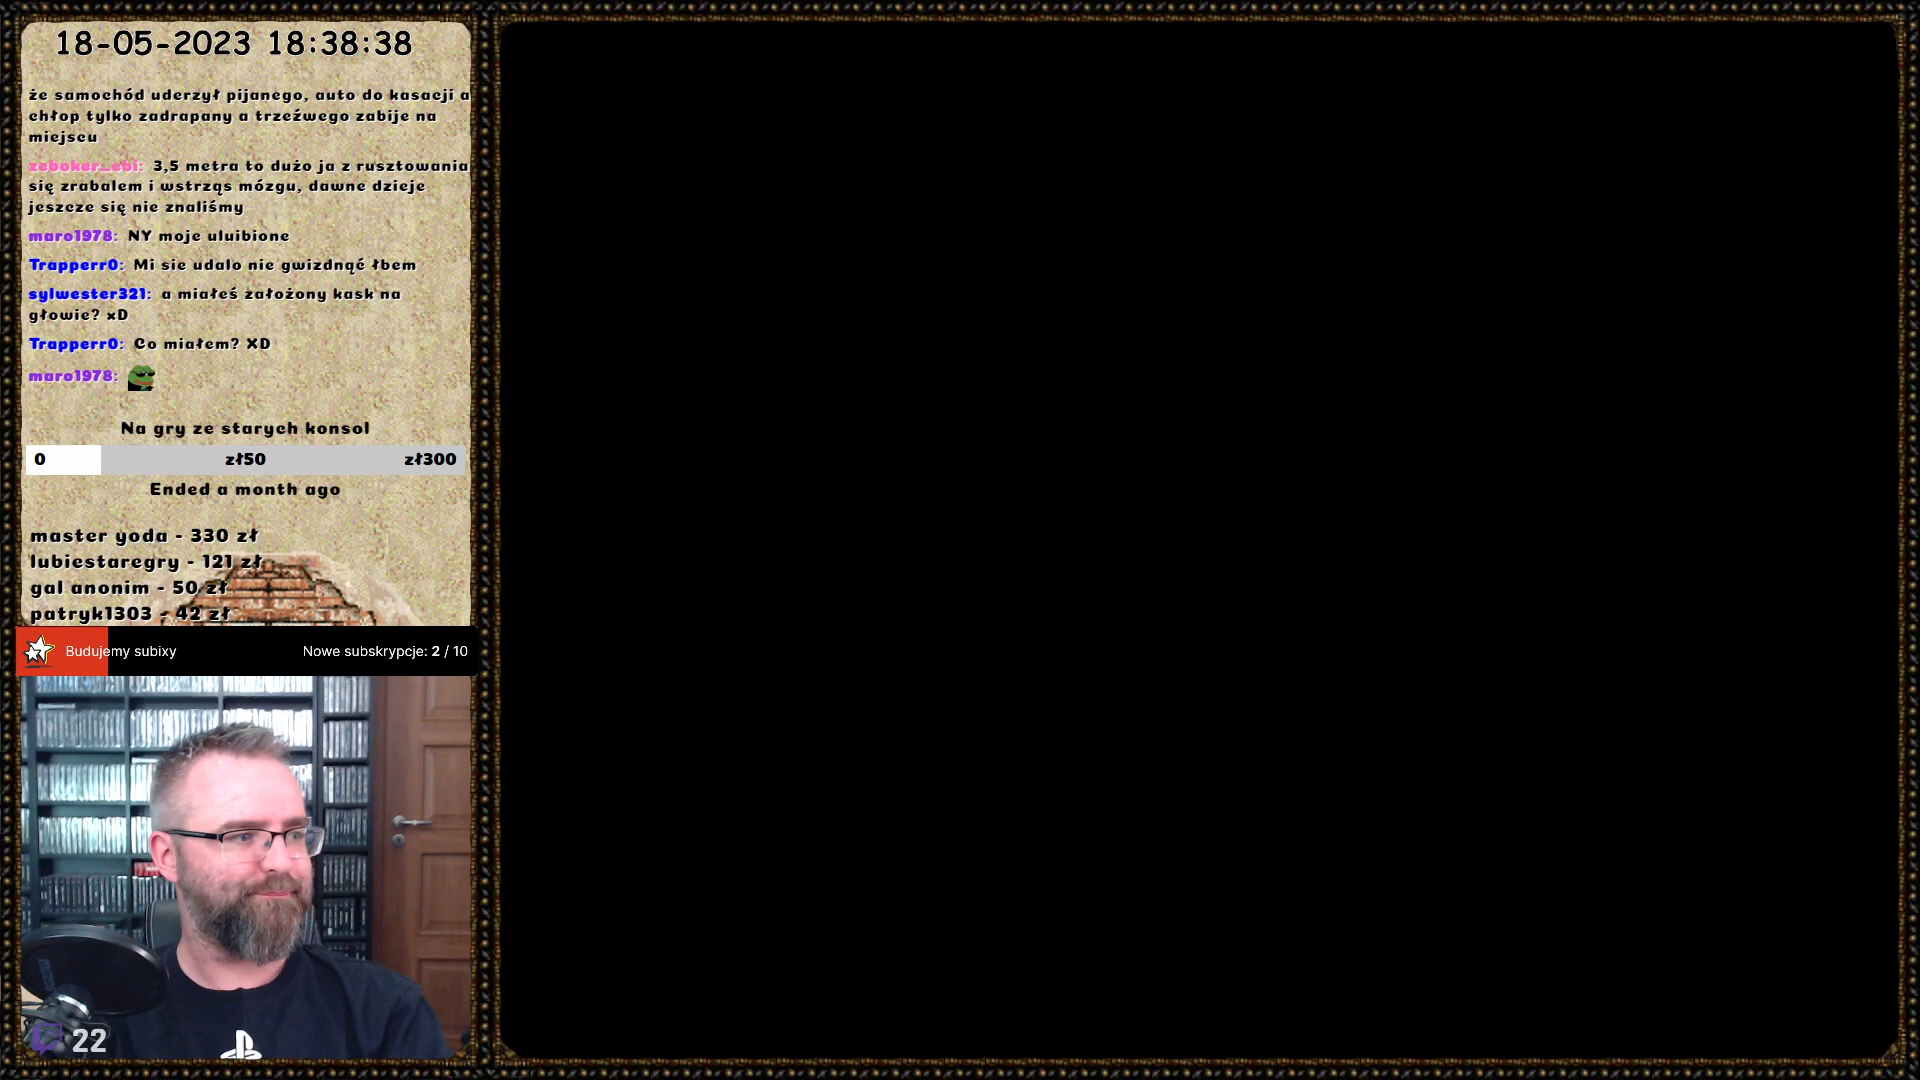 18-05-2023 18:38:38
że samochód uderzył pijanego, auto do kasacji a
chłop tylko zadrapany a trzeźwego zabije na
miejscu
zeboker_ebi: 3,5 metra to dużo ja z rusztowania
się zrabalem i wstrząs mózgu, dawne dzieje
jeszcze się nie znaliśmy
maro1978: NY moje uluibione
Trapperr0: Mi sie udalo nie gwizdnąć łbem
sylwester321: a miałeś założony kask na
głowie? xD
Trapperr0: Co miałem? XD
maro1978:
Na gry ze starych konsol
0 zł50 zł300
Ended a month ago
master yoda - 330 zł
lubiestaregry - 121 zł
gal anonim - 50 zł
patryk1303 - 42 zł
Budujemy subixy Nowe subskrypcje: 2 / 10
22